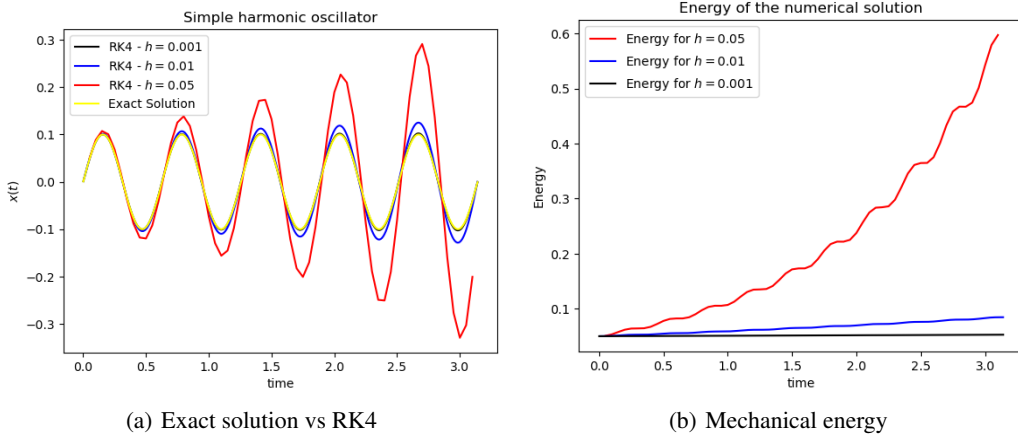 Simple harmonic oscillator
RK4 - h = 0.001
RK4 - h = 0.01
RK4 - h = 0.05
Exact Solution
0.3
0.2
0.1
0.0
−0.1
−0.2
−0.3
x(t)
0.0 0.5 1.0 1.5 2.0 2.5 3.0
time
(a) Exact solution vs RK4
Energy of the numerical solution
Energy for h = 0.05
Energy for h = 0.01
Energy for h = 0.001
0.6
0.5
0.4
0.3
0.2
0.1
Energy
0.0 0.5 1.0 1.5 2.0 2.5 3.0
time
(b) Mechanical energy